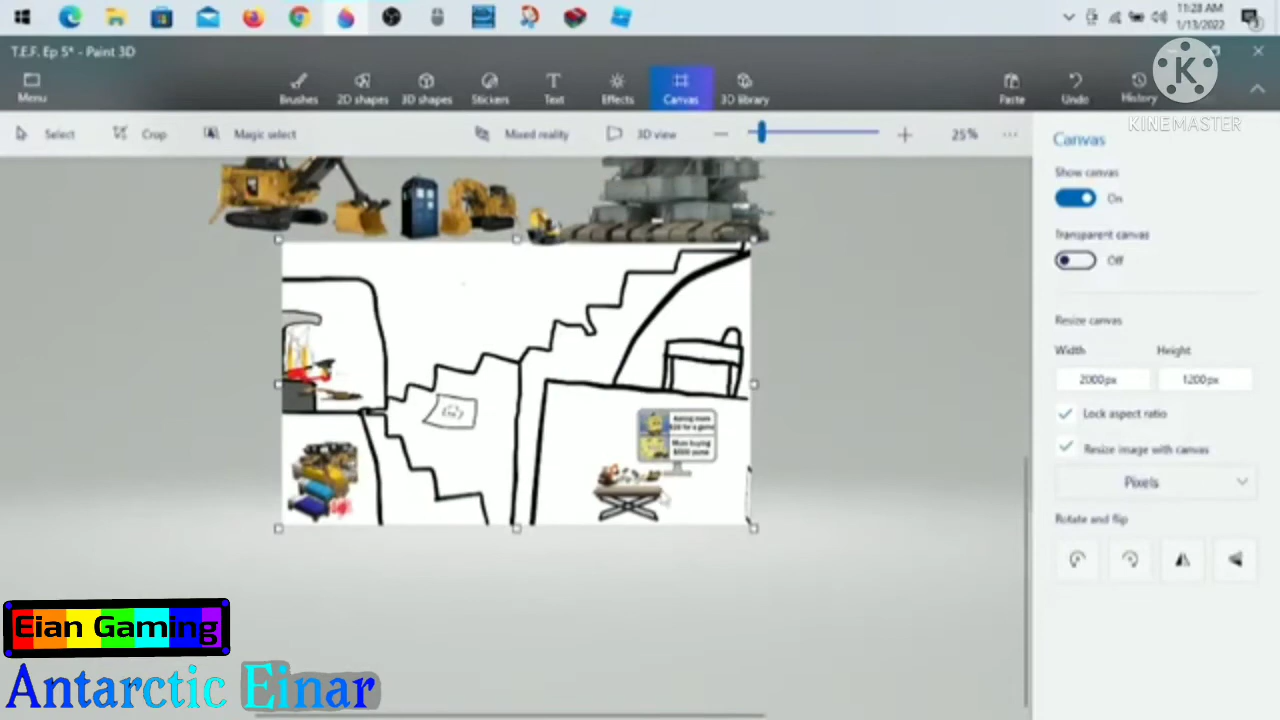 11:28 AM
1/13/2022
T.E.F. Ep 5* - Paint 3D
Menu
Brushes
2D shapes
3D shapes
Stickers
Text
Effects
Canvas
3D library
Paste
Undo
History
K
KINEMASTER
Select
Crop
Magic select
Mixed reality
3D view
25%
Canvas
Show canvas
On
Transparent canvas
Off
Resize canvas
Width
Height
2000px
1200px
Lock aspect ratio
Resize image with canvas
Pixels
Rotate and flip
Eian Gaming
Antarctic Einar